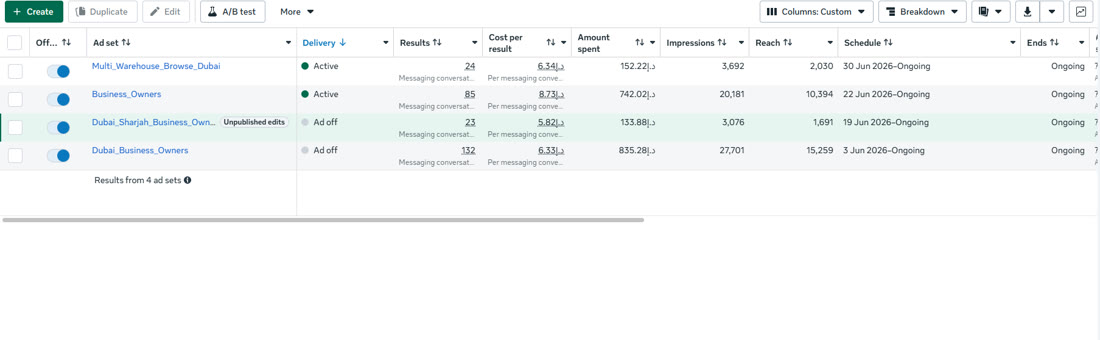 + Create Duplicate Edit A/B test More Columns: Custom Breakdown
Off... Ad set Delivery Results Cost per result Amount spent Impressions Reach Schedule Ends
Multi_Warehouse_Browse_Dubai Active 24 6.34د.إ 152.22د.إ 3,692 2,030 30 Jun 2026–Ongoing Ongoing
Messaging conversat... Per messaging conve...
Business_Owners Active 85 8.73د.إ 742.02د.إ 20,181 10,394 22 Jun 2026–Ongoing Ongoing
Messaging conversat... Per messaging conve...
Dubai_Sharjah_Business_Own... Unpublished edits Ad off 23 5.82د.إ 133.88د.إ 3,076 1,691 19 Jun 2026–Ongoing Ongoing
Messaging conversat... Per messaging conve...
Dubai_Business_Owners Ad off 132 6.33د.إ 835.28د.إ 27,701 15,259 3 Jun 2026–Ongoing Ongoing
Messaging conversat... Per messaging conve...
Results from 4 ad sets